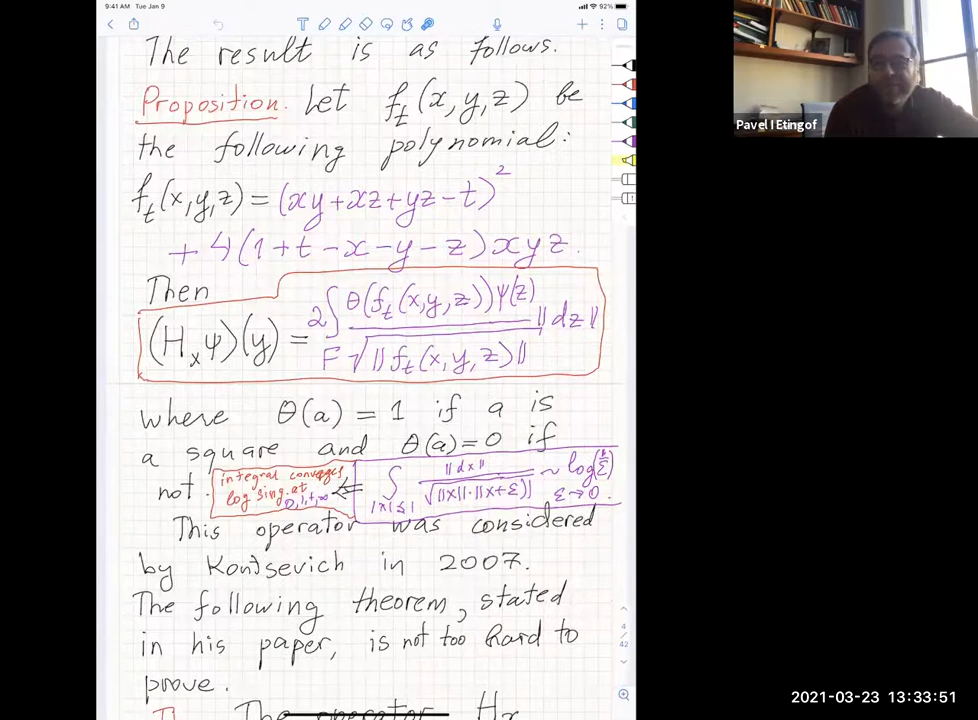 9:41 AM Tue Jan 9
92%
The result is as follows.
Proposition. Let f_t(x,y,z) be
the following polynomial:
f_t(x,y,z) = (xy+xz+yz-t)^2
+ 4(1+t-x-y-z)xyz.
Then
(H_x ψ)(y) = 2∫_F θ(f_t(x,y,z))ψ(z) / √||f_t(x,y,z)|| ||dz||
where θ(a) = 1 if a is
a square and θ(a)=0 if
not.
integral converges,
log sing. at
0,1,t,∞
⇐ ∫_{|x|≤1} ||dx|| / √||x||·||x+ε|| ~ log(1/ε)
ε→0.
This operator was considered
by Kontsevich in 2007.
The following theorem, stated
in his paper, is not too hard to
prove.
The operator H_x
4
/
42
Pavel I Etingof
2021-03-23 13:33:51